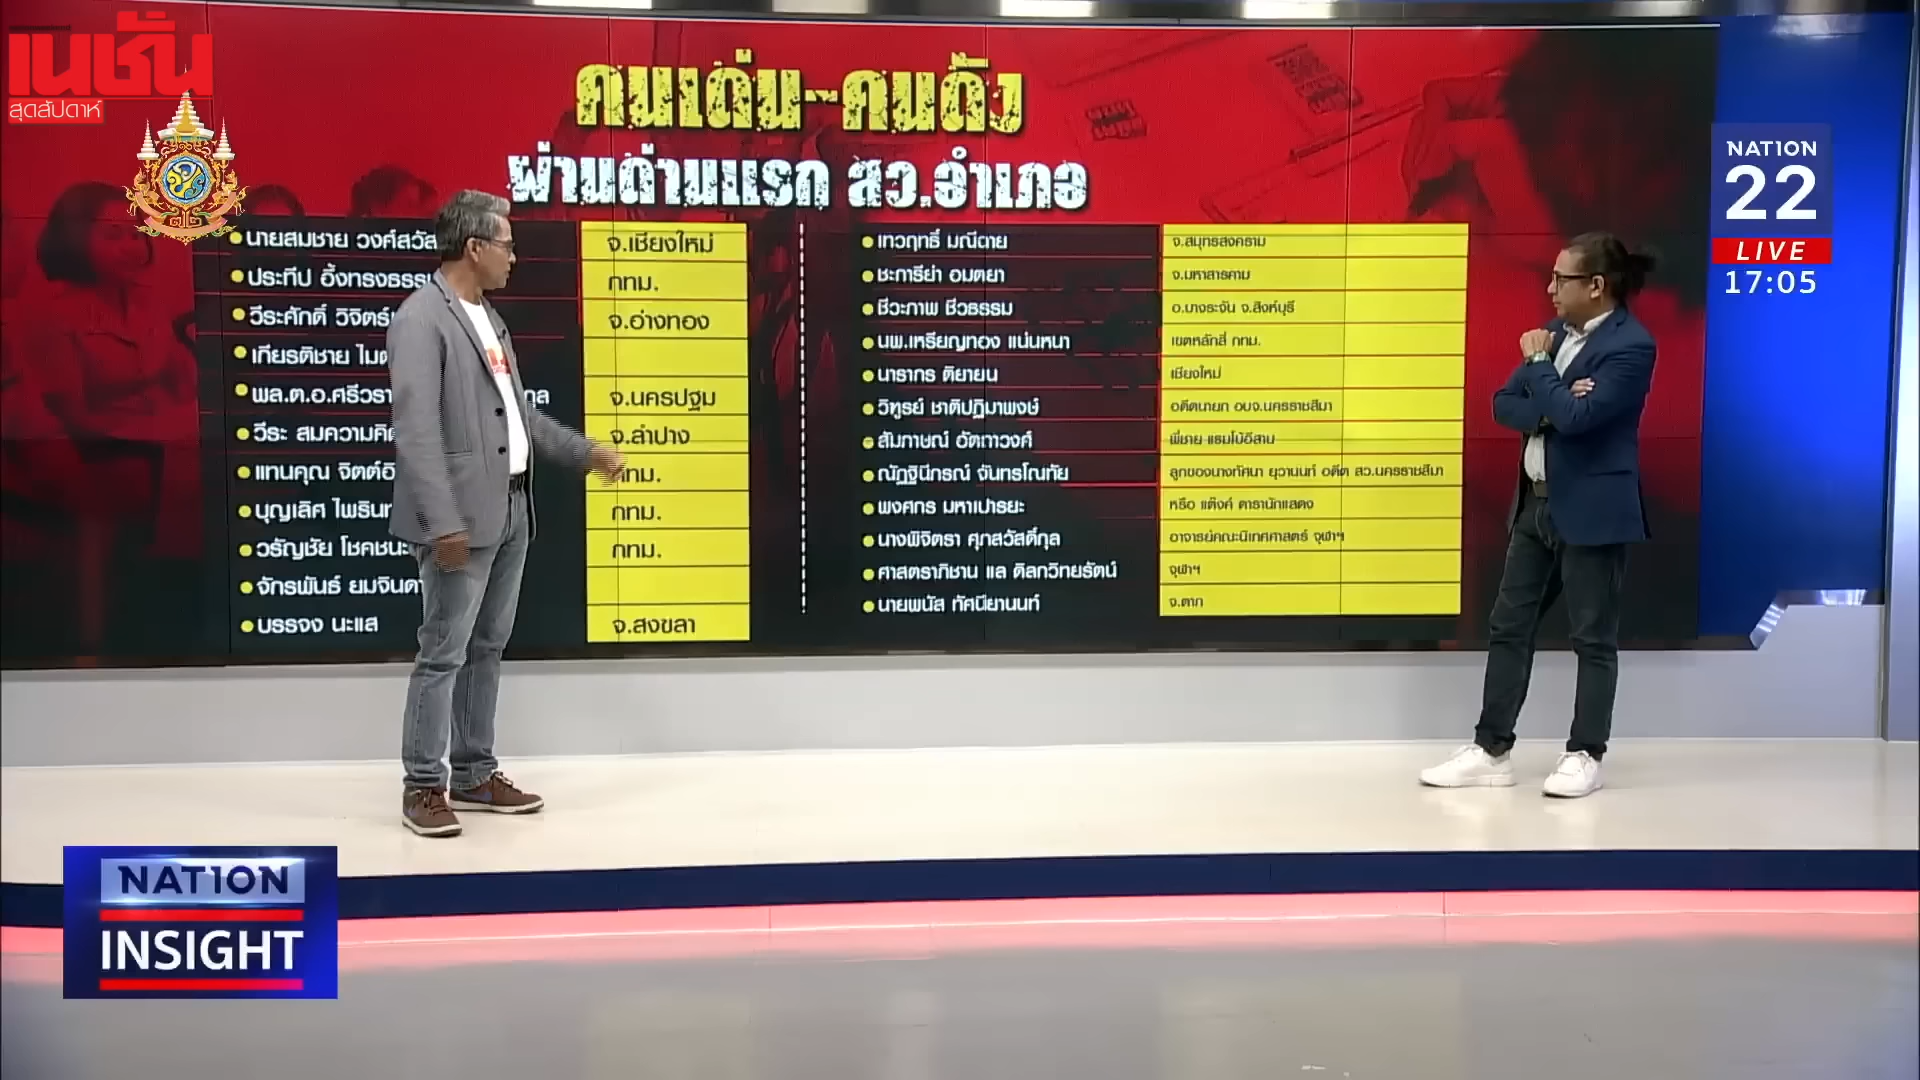 เนชั่น
สุดสัปดาห์
คนเด่น-คนดัง
ผ่านด่านแรก สว.อำเภอ
NATION
22
LIVE
17:05
นายสมชาย วงศ์สวัส จ.เชียงใหม่
ประทีป อึ้งทรงธรรม กทม.
วีระศักดิ์ วิจิตร์ จ.อ่างทอง
เกียรติชาย
พล.ต.อ.ศรีวรา กุล จ.นครปฐม
วีระ สมความคิด จ.ลำปาง
แทนคุณ จิตต์อิ กทม.
บุญเลิศ ไพรินท กทม.
วรัญชัย โชคชนะ กทม.
จักรพันธ์ ยมจินดา
บรรจง นะแส จ.สงขลา
เทวฤทธิ์ มณีฉาย จ.สมุทรสงคราม
ชะการีย์ยา อมตยา จ.มหาสารคาม
ชีวะภาพ ชีวธรรม อ.บางระจัน จ.สิงห์บุรี
นพ.เหรียญทอง แน่นหนา เขตหลักสี่ กทม.
นารากร ติยายน เชียงใหม่
วิฑูรย์ ชาติปฏิมาพงษ์ อดีตนายก อบจ.นครราชสีมา
สัมภาษณ์ อัตถาวงศ์ พี่ชาย แรมโบ้อีสาน
ณัฏฐินีภรณ์ จันทรโณทัย ลูกของนางทัศนา ยุวานนท์ อดีต สว.นครราชสีมา
พงศกร มหาเปารยะ หรือ แต๊งค์ ดารานักแสดง
นางพิจิตรา ศุภสวัสดิ์กุล อาจารย์คณะนิเทศศาสตร์ จุฬาฯ
ศาสตราภิชาน แล ดิลกวิทยรัตน์ จุฬาฯ
นายพนัส ทัศนียานนท์ จ.ตาก
NATION
INSIGHT